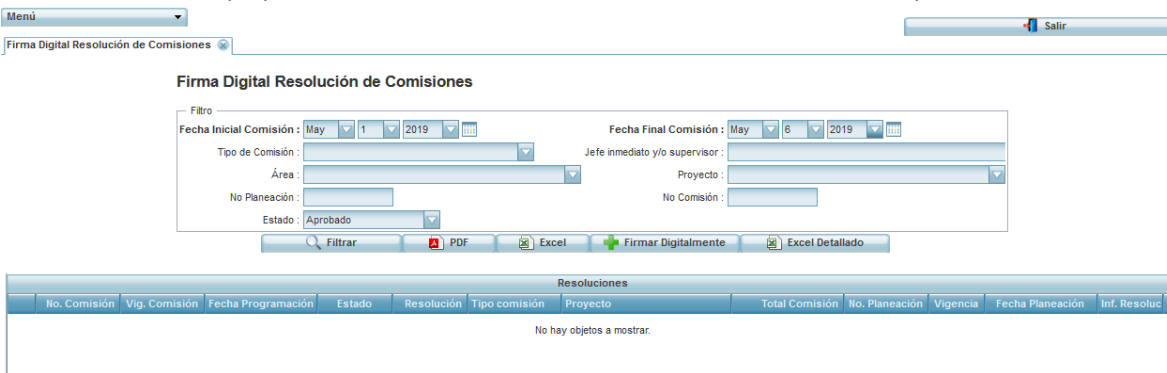 Menú
Salir
Firma Digital Resolución de Comisiones
Firma Digital Resolución de Comisiones
Filtro
Fecha Inicial Comisión : May 1 2019 Fecha Final Comisión : May 6 2019
Tipo de Comisión : Jefe inmediato y/o supervisor :
Área : Proyecto :
No Planeación : No Comisión :
Estado : Aprobado
Filtrar PDF Excel Firmar Digitalmente Excel Detallado
Resoluciones
No. Comisión Vig. Comisión Fecha Programación Estado Resolución Tipo comisión Proyecto Total Comisión No. Planeación Vigencia Fecha Planeación Inf. Resoluc
No hay objetos a mostrar.